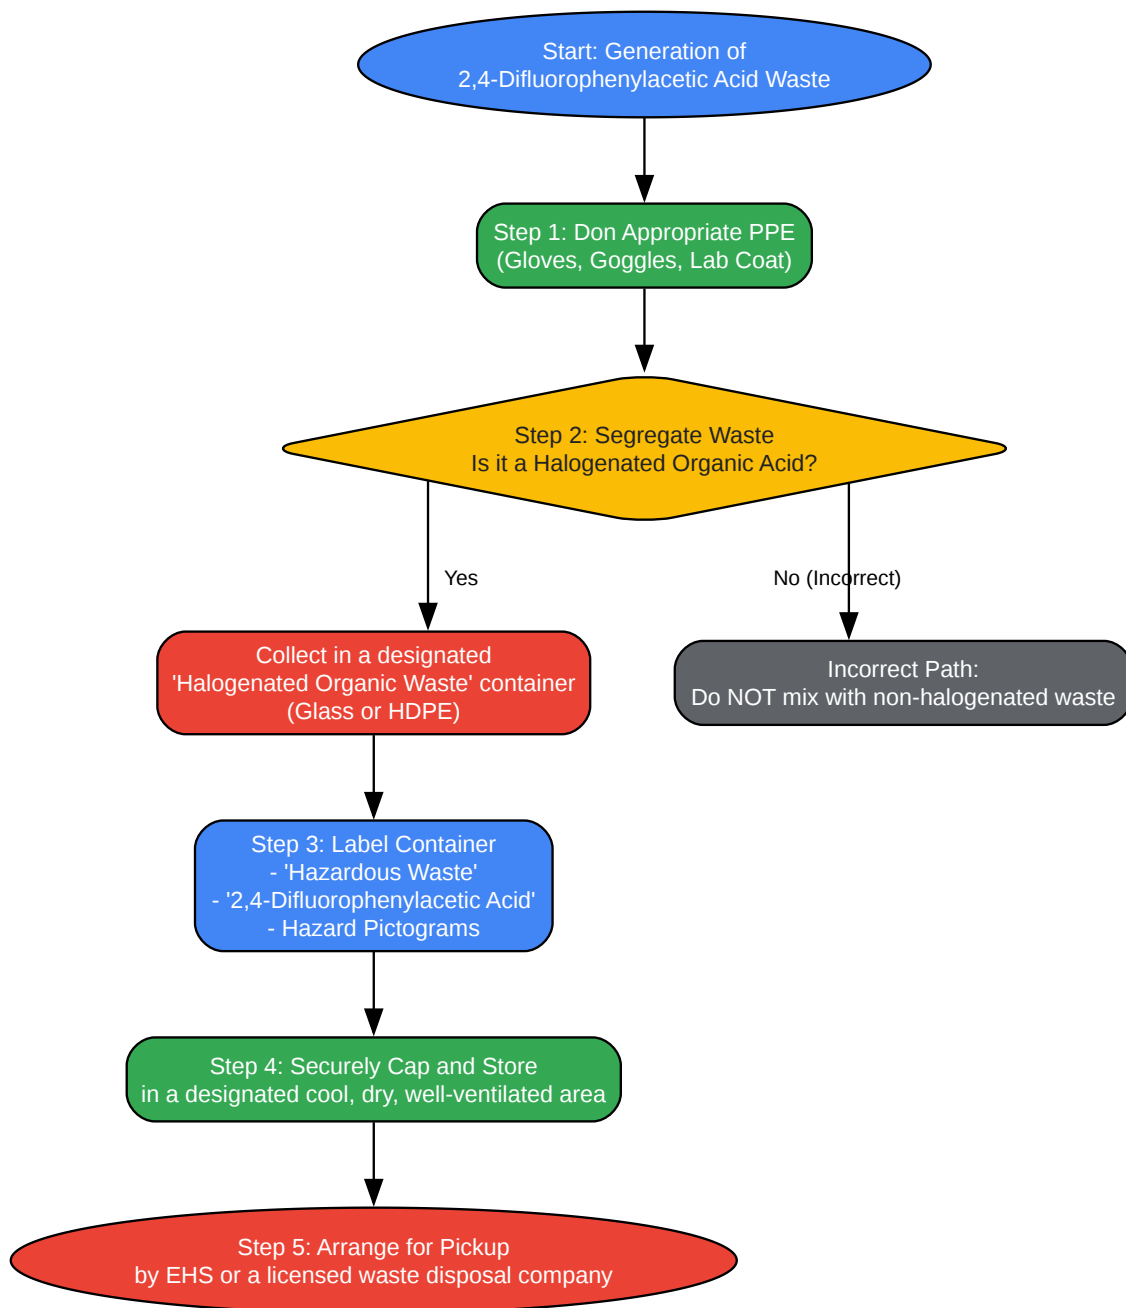 Start: Generation of
2,4-Difluorophenylacetic Acid Waste
Step 1: Don Appropriate PPE
(Gloves, Goggles, Lab Coat)
Step 2: Segregate Waste
Is it a Halogenated Organic Acid?
Yes
No (Incorrect)
Collect in a designated
'Halogenated Organic Waste' container
(Glass or HDPE)
Incorrect Path:
Do NOT mix with non-halogenated waste
Step 3: Label Container
- 'Hazardous Waste'
- '2,4-Difluorophenylacetic Acid'
- Hazard Pictograms
Step 4: Securely Cap and Store
in a designated cool, dry, well-ventilated area
Step 5: Arrange for Pickup
by EHS or a licensed waste disposal company